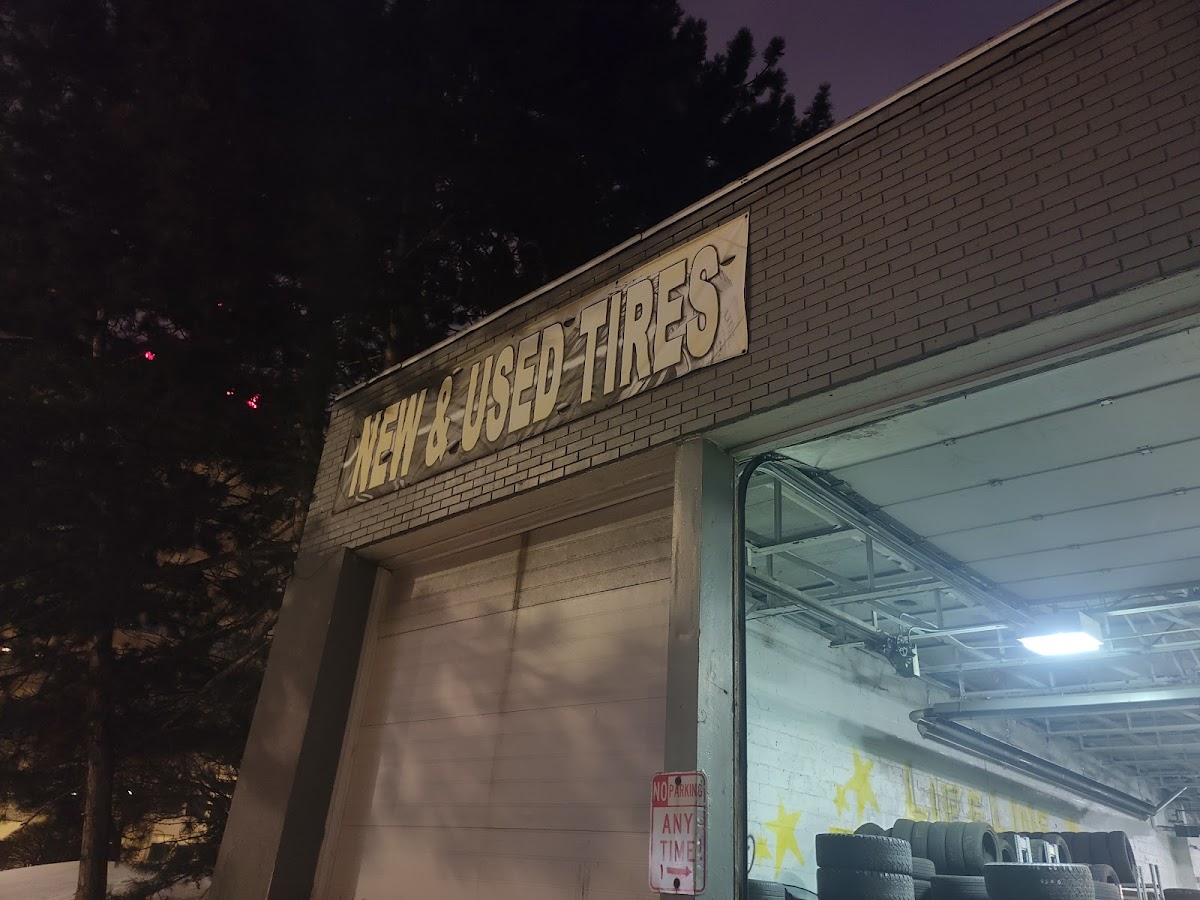 NEW & USED TIRES
NO PARKING
ANY
TIME